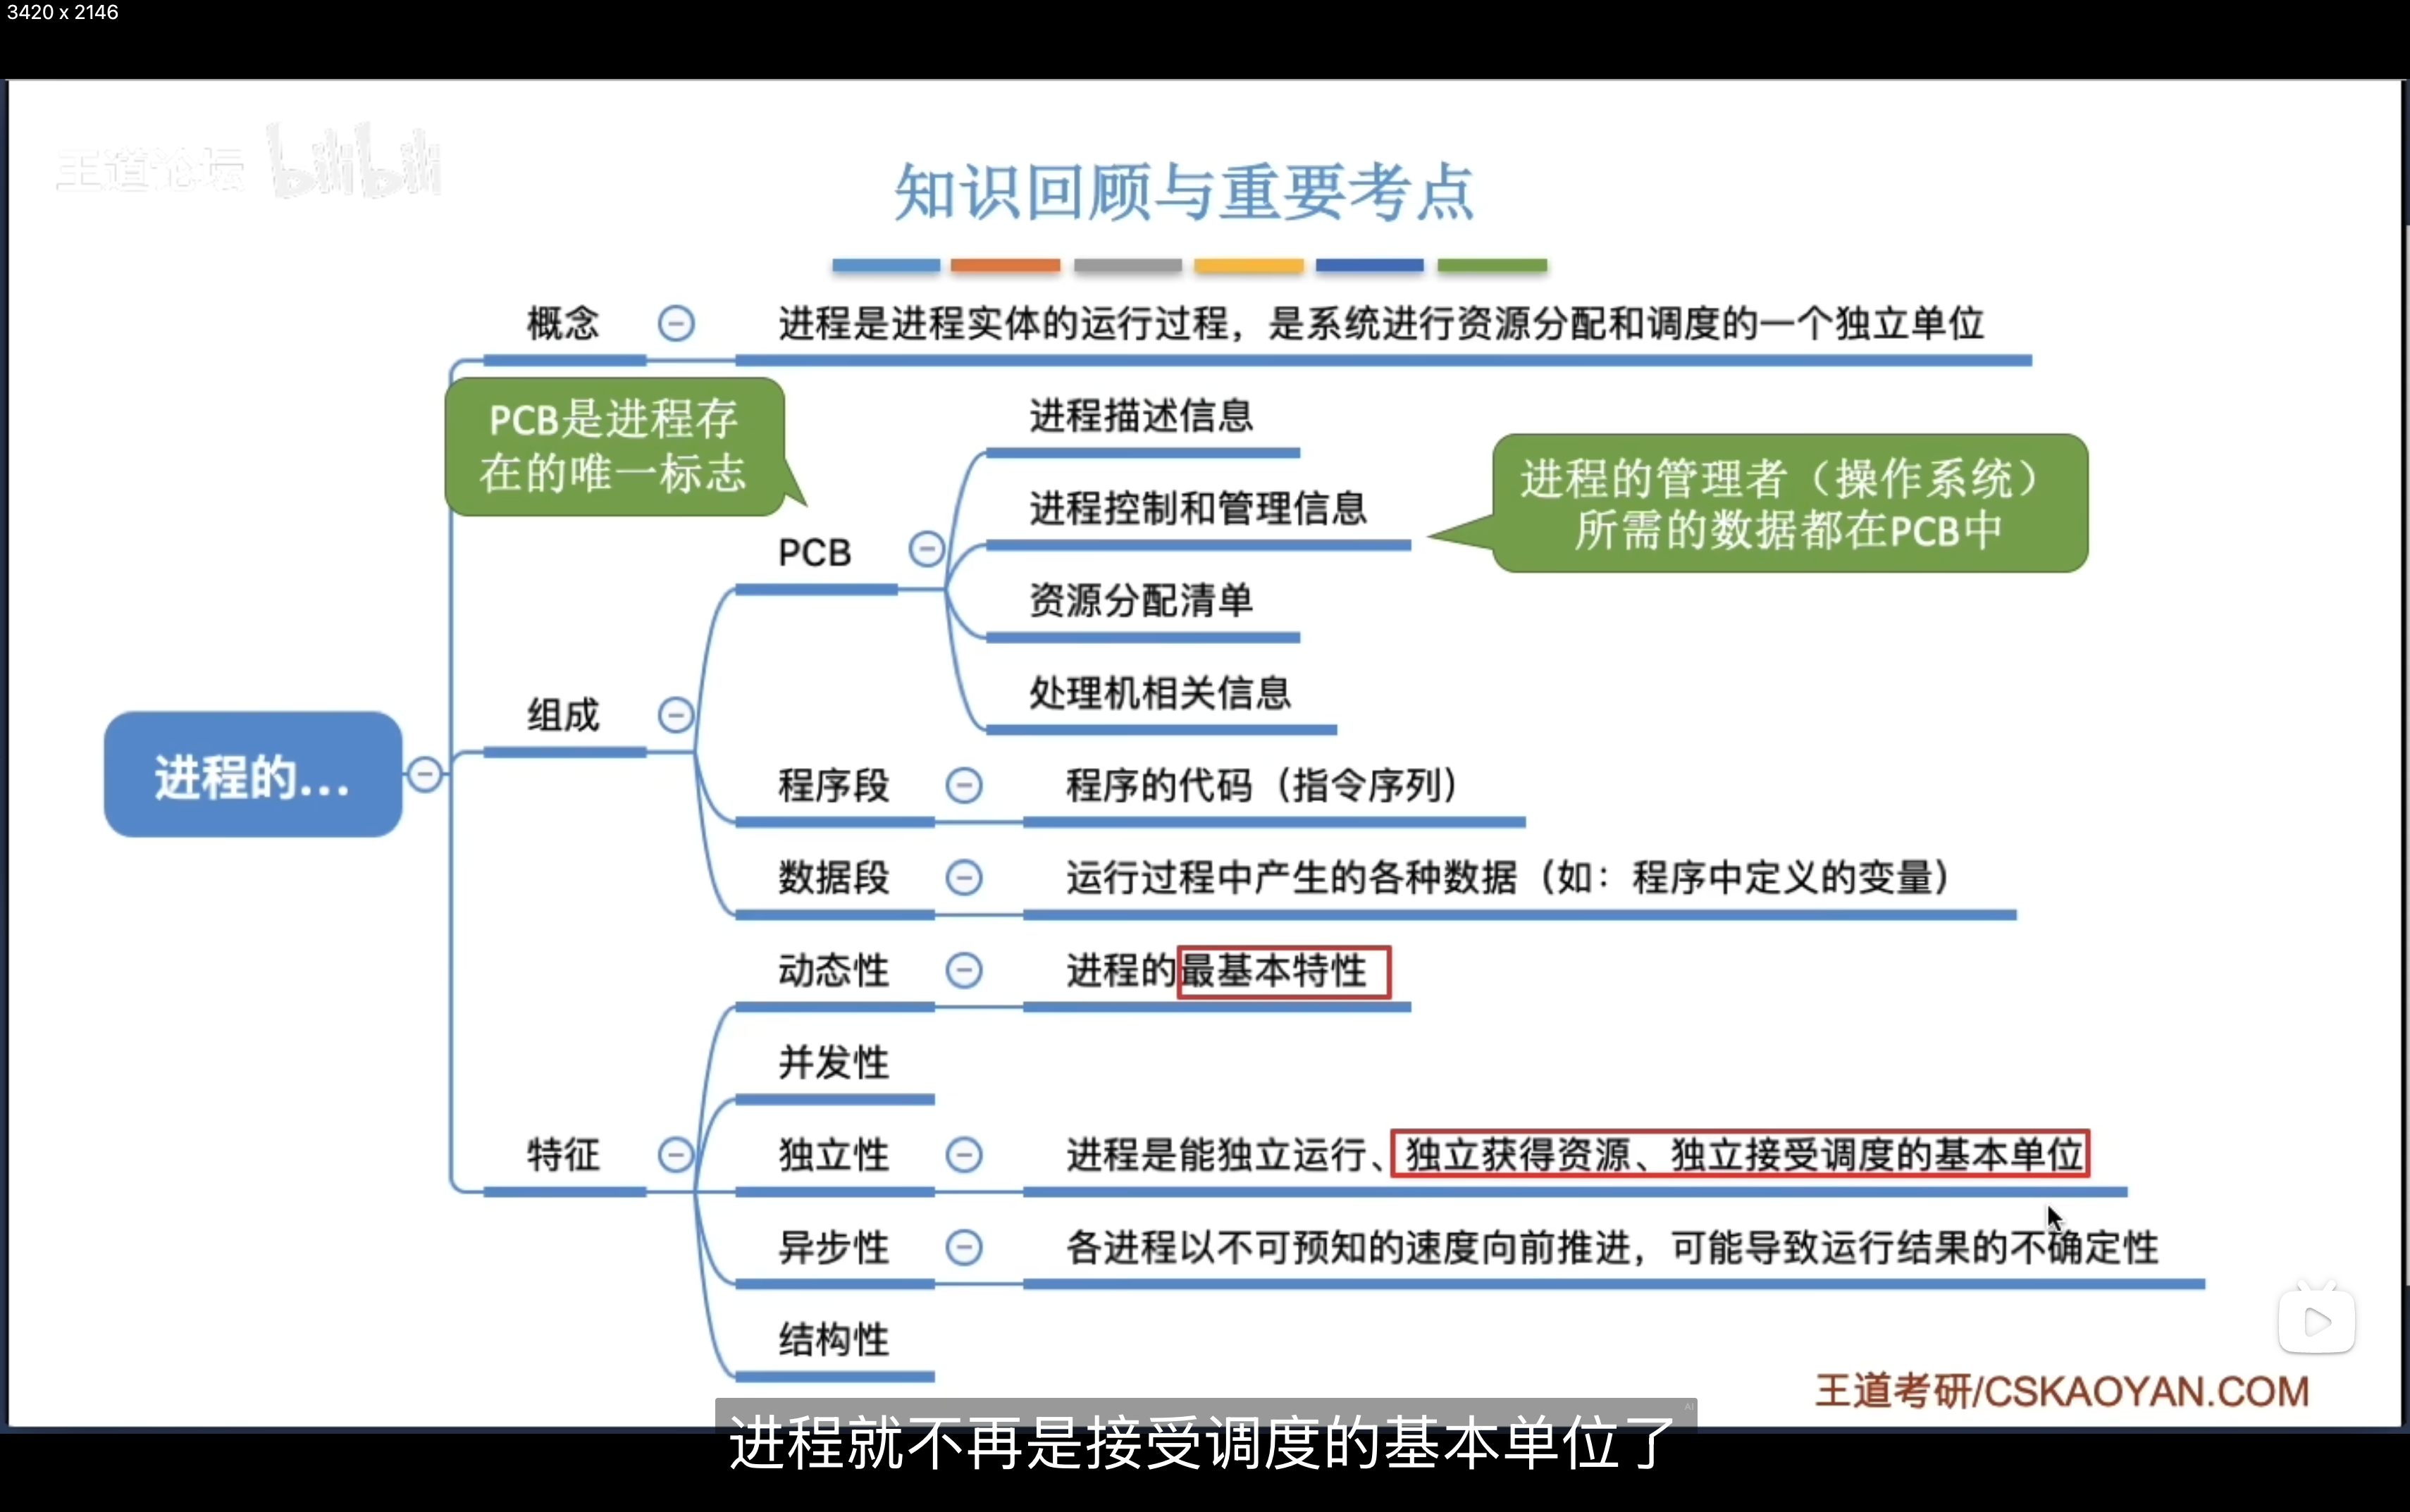 3420 x 2146
王道论坛 bilibili
知识回顾与重要考点
概念
进程是进程实体的运行过程，是系统进行资源分配和调度的一个独立单位
PCB是进程存
在的唯一标志
进程描述信息
进程控制和管理信息
进程的管理者（操作系统）
所需的数据都在PCB中
PCB
资源分配清单
处理机相关信息
组成
进程的...
程序段
程序的代码（指令序列）
数据段
运行过程中产生的各种数据（如：程序中定义的变量）
动态性
进程的最基本特性
并发性
特征
独立性
进程是能独立运行、独立获得资源、独立接受调度的基本单位
异步性
各进程以不可预知的速度向前推进，可能导致运行结果的不确定性
结构性
王道考研/CSKAOYAN.COM
AI
进程就不再是接受调度的基本单位了